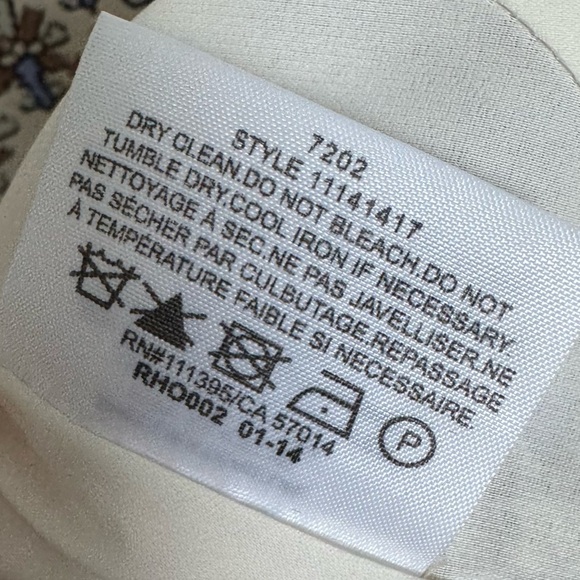 7202
STYLE 11141417
DRY CLEAN.DO NOT BLEACH.DO NOT
TUMBLE DRY.COOL IRON IF NECESSARY.
NETTOYAGE À SEC.NE PAS JAVELLISER.NE
PAS SÉCHER PAR CULBUTAGE.REPASSAGE
À TEMPÉRATURE FAIBLE SI NECESSAIRE.
P
RN#111395/CA 57014
RHO002 01-14